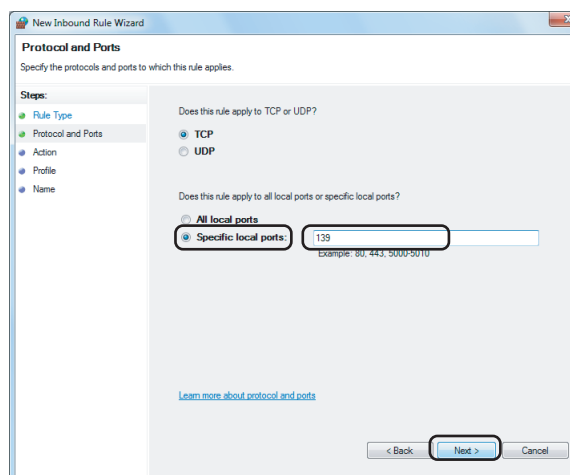 New Inbound Rule Wizard
Protocol and Ports
Specify the protocols and ports to which this rule applies.
Steps:
Rule Type
Protocol and Ports
Action
Profile
Name
Does this rule apply to TCP or UDP?
TCP
UDP
Does this rule apply to all local ports or specific local ports?
All local ports
Specific local ports: 139
Example: 80, 443, 5000-5010
Learn more about protocol and ports
< Back Next > Cancel